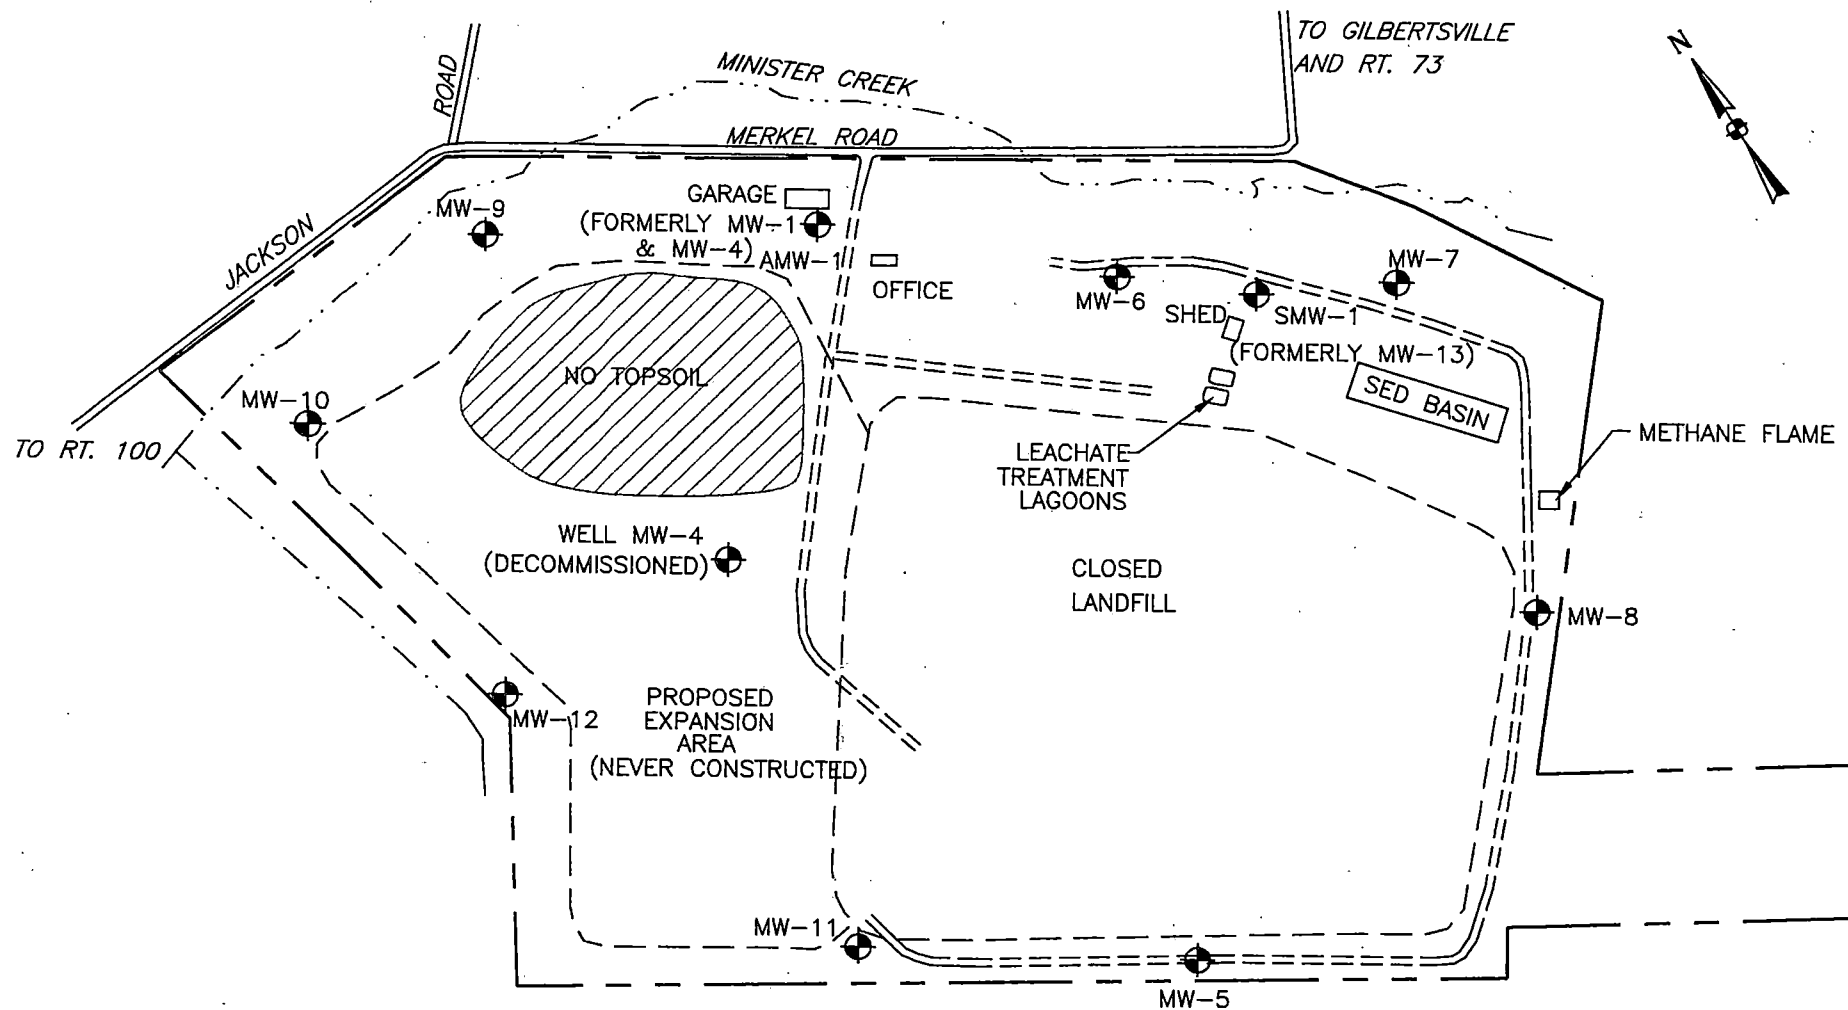 TO GILBERTSVILLE
AND RT. 73
N
ROAD
MINISTER CREEK
MERKEL ROAD
JACKSON
GARAGE
MW-9
(FORMERLY MW-1
& MW-4)
AMW-1
OFFICE
MW-7
MW-6
SHED
SMW-1
(FORMERLY MW-13)
NO TOPSOIL
SED BASIN
MW-10
TO RT. 100
METHANE FLAME
LEACHATE
TREATMENT
LAGOONS
WELL MW-4
(DECOMMISSIONED)
CLOSED
LANDFILL
MW-8
MW-12
PROPOSED
EXPANSION
AREA
(NEVER CONSTRUCTED)
MW-11
MW-5